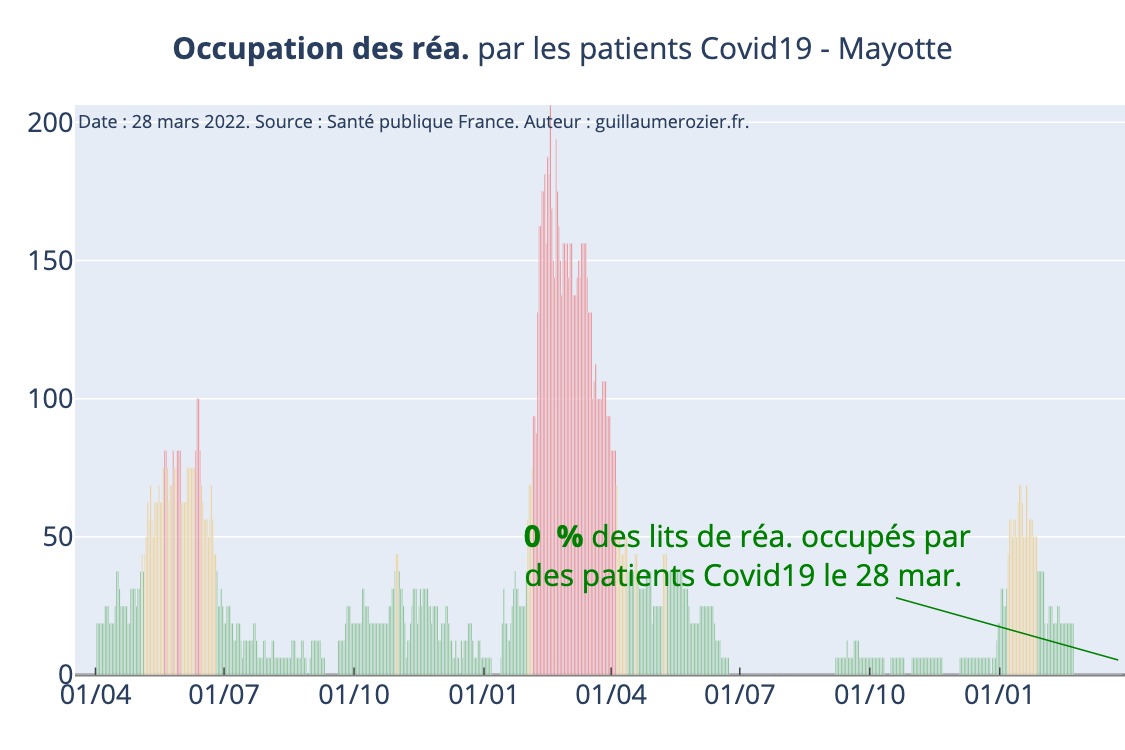 Occupation des réa. par les patients Covid19 - Mayotte
Date : 28 mars 2022. Source : Santé publique France. Auteur : guillaumerozier.fr.
200
150
100
50
0
0 % des lits de réa. occupés par
des patients Covid19 le 28 mar.
01/04 01/07 01/10 01/01 01/04 01/07 01/10 01/01